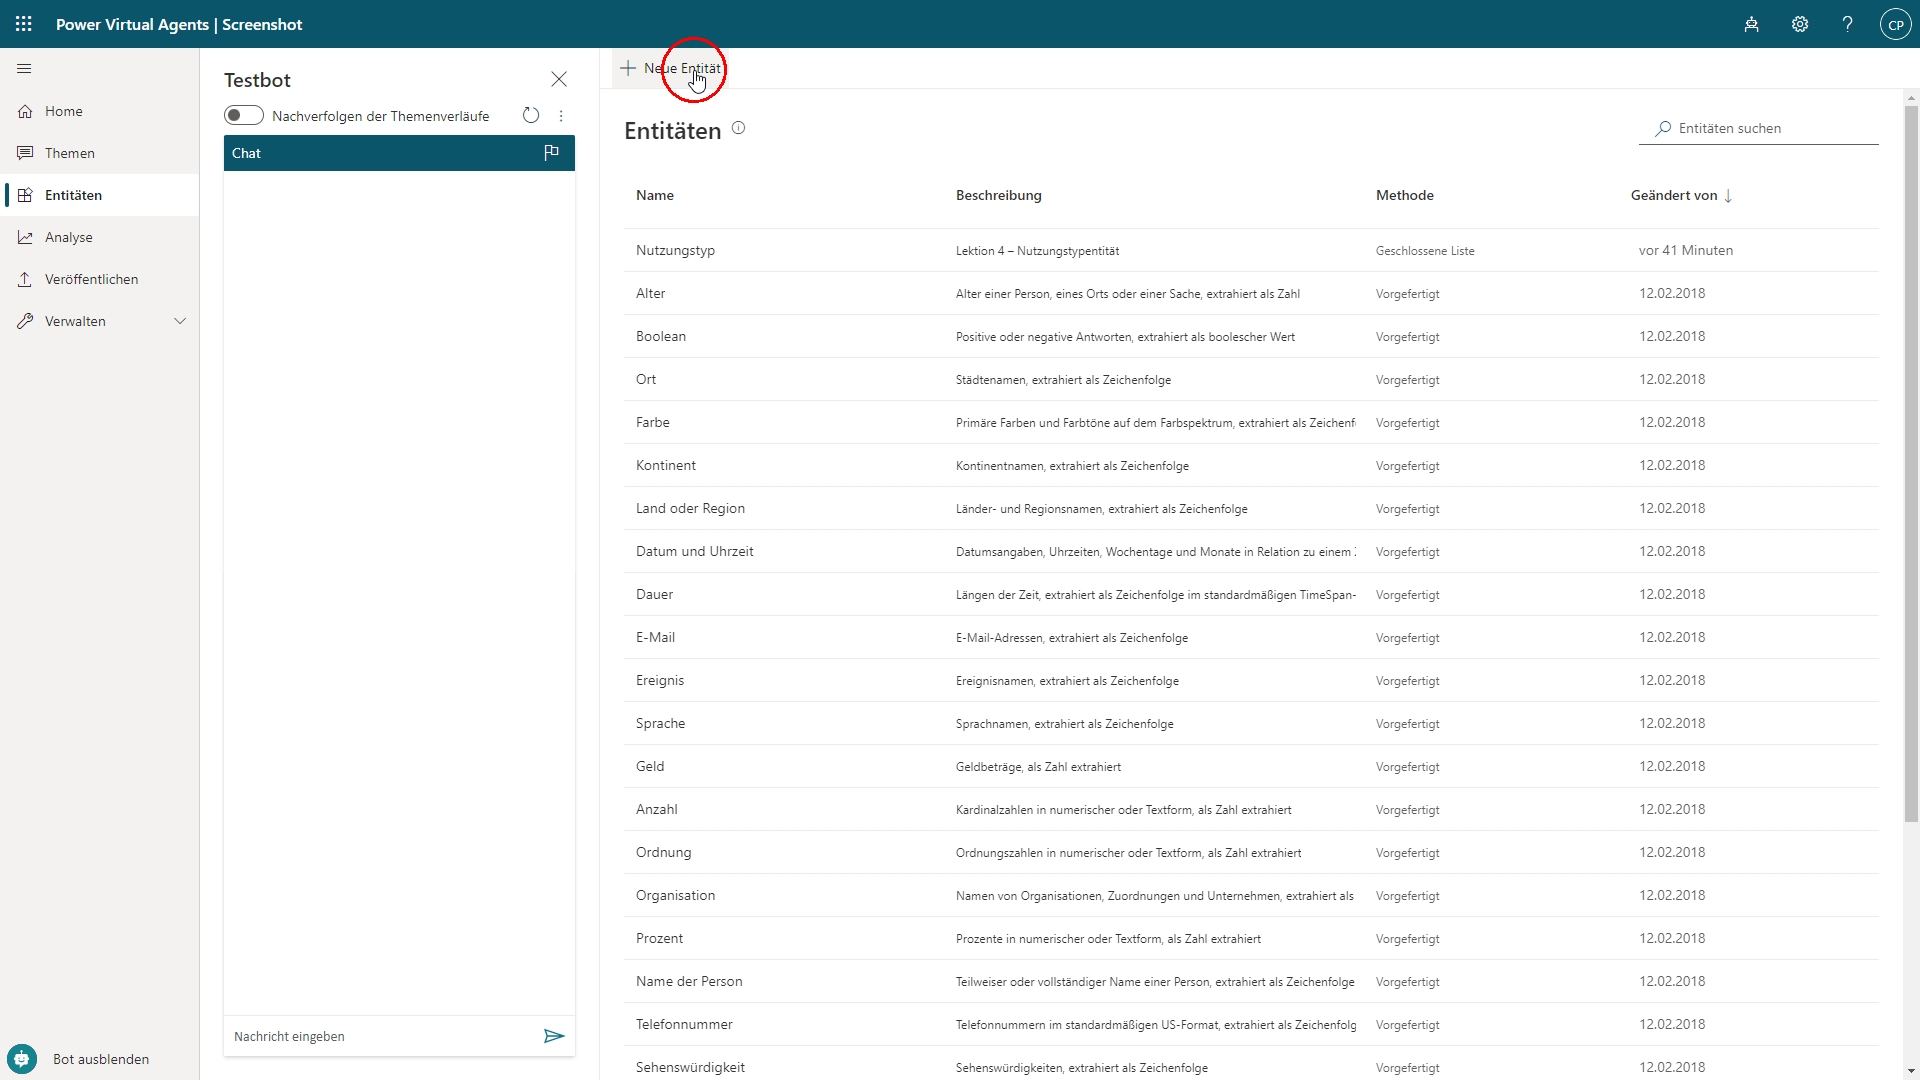 Power Virtual Agents | Screenshot
CP
Home
Themen
Entitäten
Analyse
Veröffentlichen
Verwalten
Bot ausblenden
Testbot
Nachverfolgen der Themenverläufe
Chat
Nachricht eingeben
Neue Entität
Entitäten
Entitäten suchen
Name Beschreibung Methode Geändert von ↓
Nutzungstyp Lektion 4 – Nutzungstypentität Geschlossene Liste vor 41 Minuten
Alter Alter einer Person, eines Orts oder einer Sache, extrahiert als Zahl Vorgefertigt 12.02.2018
Boolean Positive oder negative Antworten, extrahiert als boolescher Wert Vorgefertigt 12.02.2018
Ort Städtenamen, extrahiert als Zeichenfolge Vorgefertigt 12.02.2018
Farbe Primäre Farben und Farbtöne auf dem Farbspektrum, extrahiert als Zeichenf Vorgefertigt 12.02.2018
Kontinent Kontinentnamen, extrahiert als Zeichenfolge Vorgefertigt 12.02.2018
Land oder Region Länder- und Regionsnamen, extrahiert als Zeichenfolge Vorgefertigt 12.02.2018
Datum und Uhrzeit Datumsangaben, Uhrzeiten, Wochentage und Monate in Relation zu einem Vorgefertigt 12.02.2018
Dauer Längen der Zeit, extrahiert als Zeichenfolge im standardmäßigen TimeSpan- Vorgefertigt 12.02.2018
E-Mail E-Mail-Adressen, extrahiert als Zeichenfolge Vorgefertigt 12.02.2018
Ereignis Ereignisnamen, extrahiert als Zeichenfolge Vorgefertigt 12.02.2018
Sprache Sprachnamen, extrahiert als Zeichenfolge Vorgefertigt 12.02.2018
Geld Geldbeträge, als Zahl extrahiert Vorgefertigt 12.02.2018
Anzahl Kardinalzahlen in numerischer oder Textform, als Zahl extrahiert Vorgefertigt 12.02.2018
Ordnung Ordnungszahlen in numerischer oder Textform, als Zahl extrahiert Vorgefertigt 12.02.2018
Organisation Namen von Organisationen, Zuordnungen und Unternehmen, extrahiert als Vorgefertigt 12.02.2018
Prozent Prozente in numerischer oder Textform, als Zahl extrahiert Vorgefertigt 12.02.2018
Name der Person Teilweiser oder vollständiger Name einer Person, extrahiert als Zeichenfolge Vorgefertigt 12.02.2018
Telefonnummer Telefonnummern im standardmäßigen US-Format, extrahiert als Zeichenfolg Vorgefertigt 12.02.2018
Sehenswürdigkeit Sehenswürdigkeiten, extrahiert als Zeichenfolge Vorgefertigt 12.02.2018